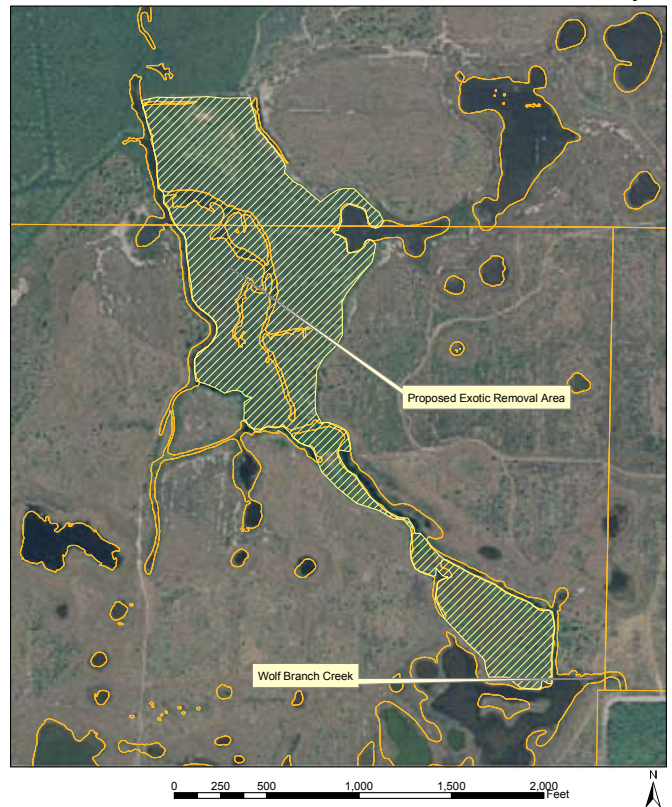 Proposed Exotic Removal Area
Wolf Branch Creek
N
0 250 500 1,000 1,500 2,000
Feet